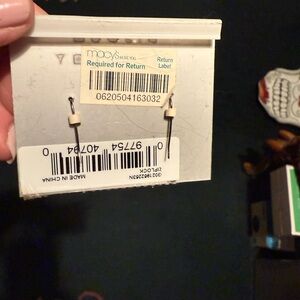 macy's
Required for Return
Return
Label
0620504163032
0 97754 40794 0
ZIPLOCK
MADE IN CHINA